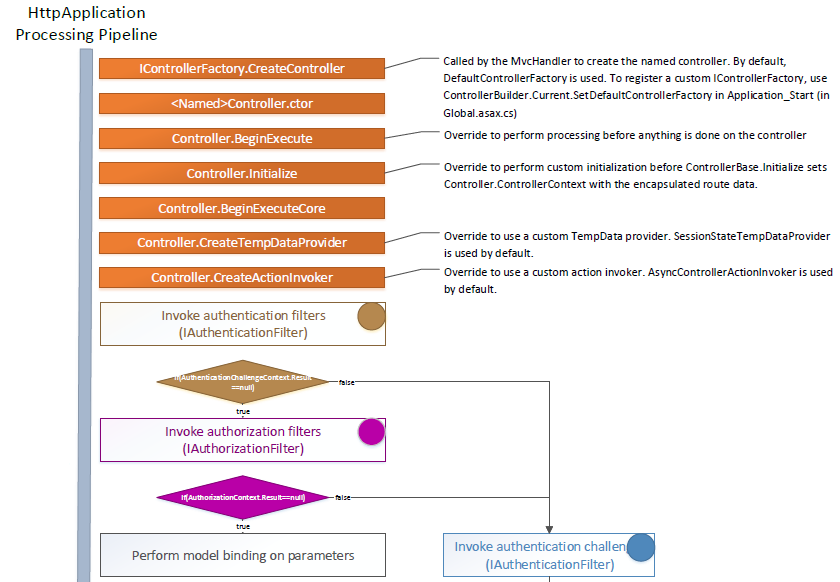 HttpApplication
Processing Pipeline
IControllerFactory.CreateController
Called by the MvcHandler to create the named controller. By default,
DefaultControllerFactory is used. To register a custom IControllerFactory, use
ControllerBuilder.Current.SetDefaultControllerFactory in Application_Start (in
Global.asax.cs)
<Named>Controller.ctor
Controller.BeginExecute
Override to perform processing before anything is done on the controller
Controller.Initialize
Override to perform custom initialization before ControllerBase.Initialize sets
Controller.ControllerContext with the encapsulated route data.
Controller.BeginExecuteCore
Controller.CreateTempDataProvider
Override to use a custom TempData provider. SessionStateTempDataProvider
is used by default.
Controller.CreateActionInvoker
Override to use a custom action invoker. AsyncControllerActionInvoker is used
by default.
Invoke authentication filters
(IAuthenticationFilter)
If(AuthenticationChallengeContext.Result
==null)
false
true
Invoke authorization filters
(IAuthorizationFilter)
If(AuthorizationContext.Result==null)
false
true
Perform model binding on parameters
Invoke authentication challen
(IAuthenticationFilter)